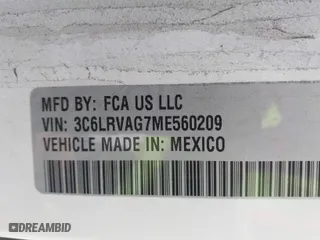 MFD BY: FCA US LLC
VIN: 3C6LRVAG7ME560209
VEHICLE MADE IN: MEXICO
DREAMBID